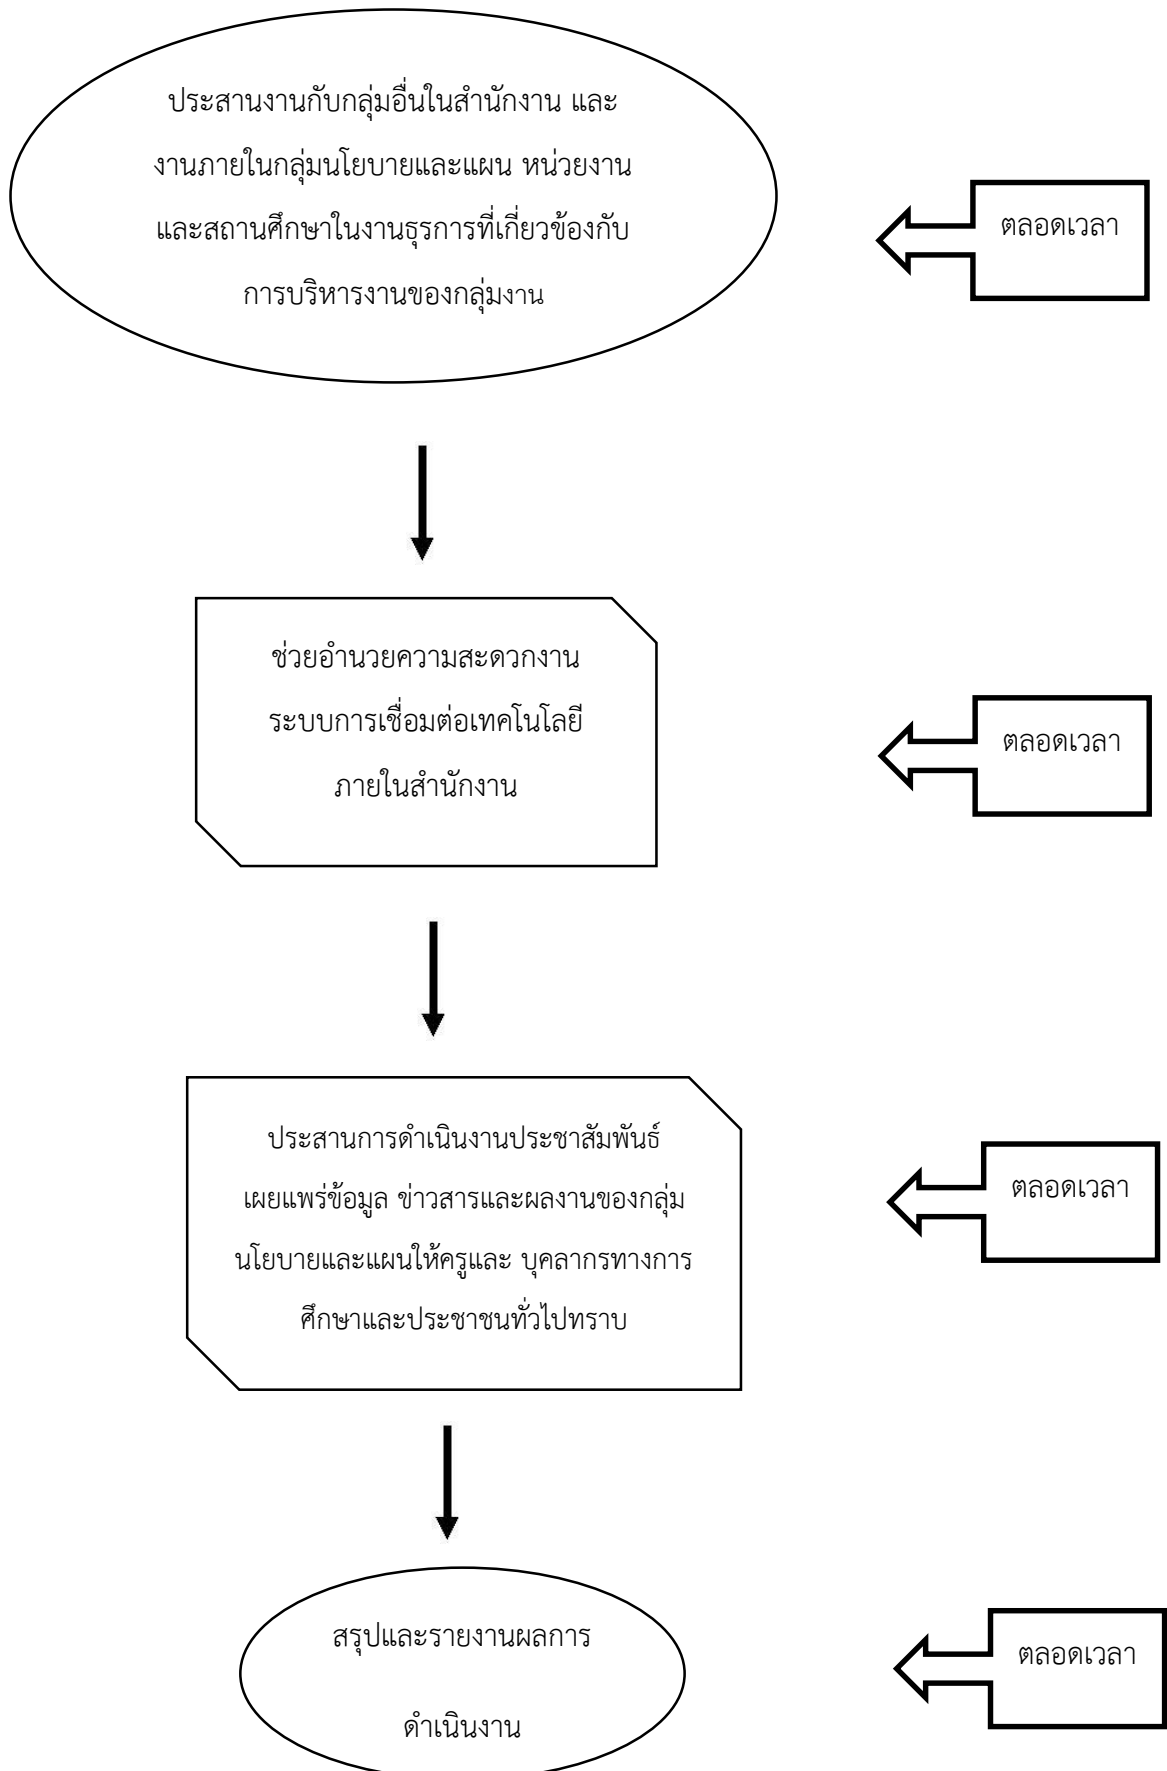 ประสานงานกับกลุ่มอื่นในสำนักงาน และ
งานภายในกลุ่มนโยบายและแผน หน่วยงาน
และสถานศึกษาในงานธุรการที่เกี่ยวข้องกับ
การบริหารงานของกลุ่มงาน
ตลอดเวลา
ช่วยอำนวยความสะดวกงาน
ระบบการเชื่อมต่อเทคโนโลยี
ภายในสำนักงาน
ตลอดเวลา
ประสานการดำเนินงานประชาสัมพันธ์
เผยแพร่ข้อมูล ข่าวสารและผลงานของกลุ่ม
นโยบายและแผนให้ครูและ บุคลากรทางการ
ศึกษาและประชาชนทั่วไปทราบ
ตลอดเวลา
สรุปและรายงานผลการ
ดำเนินงาน
ตลอดเวลา